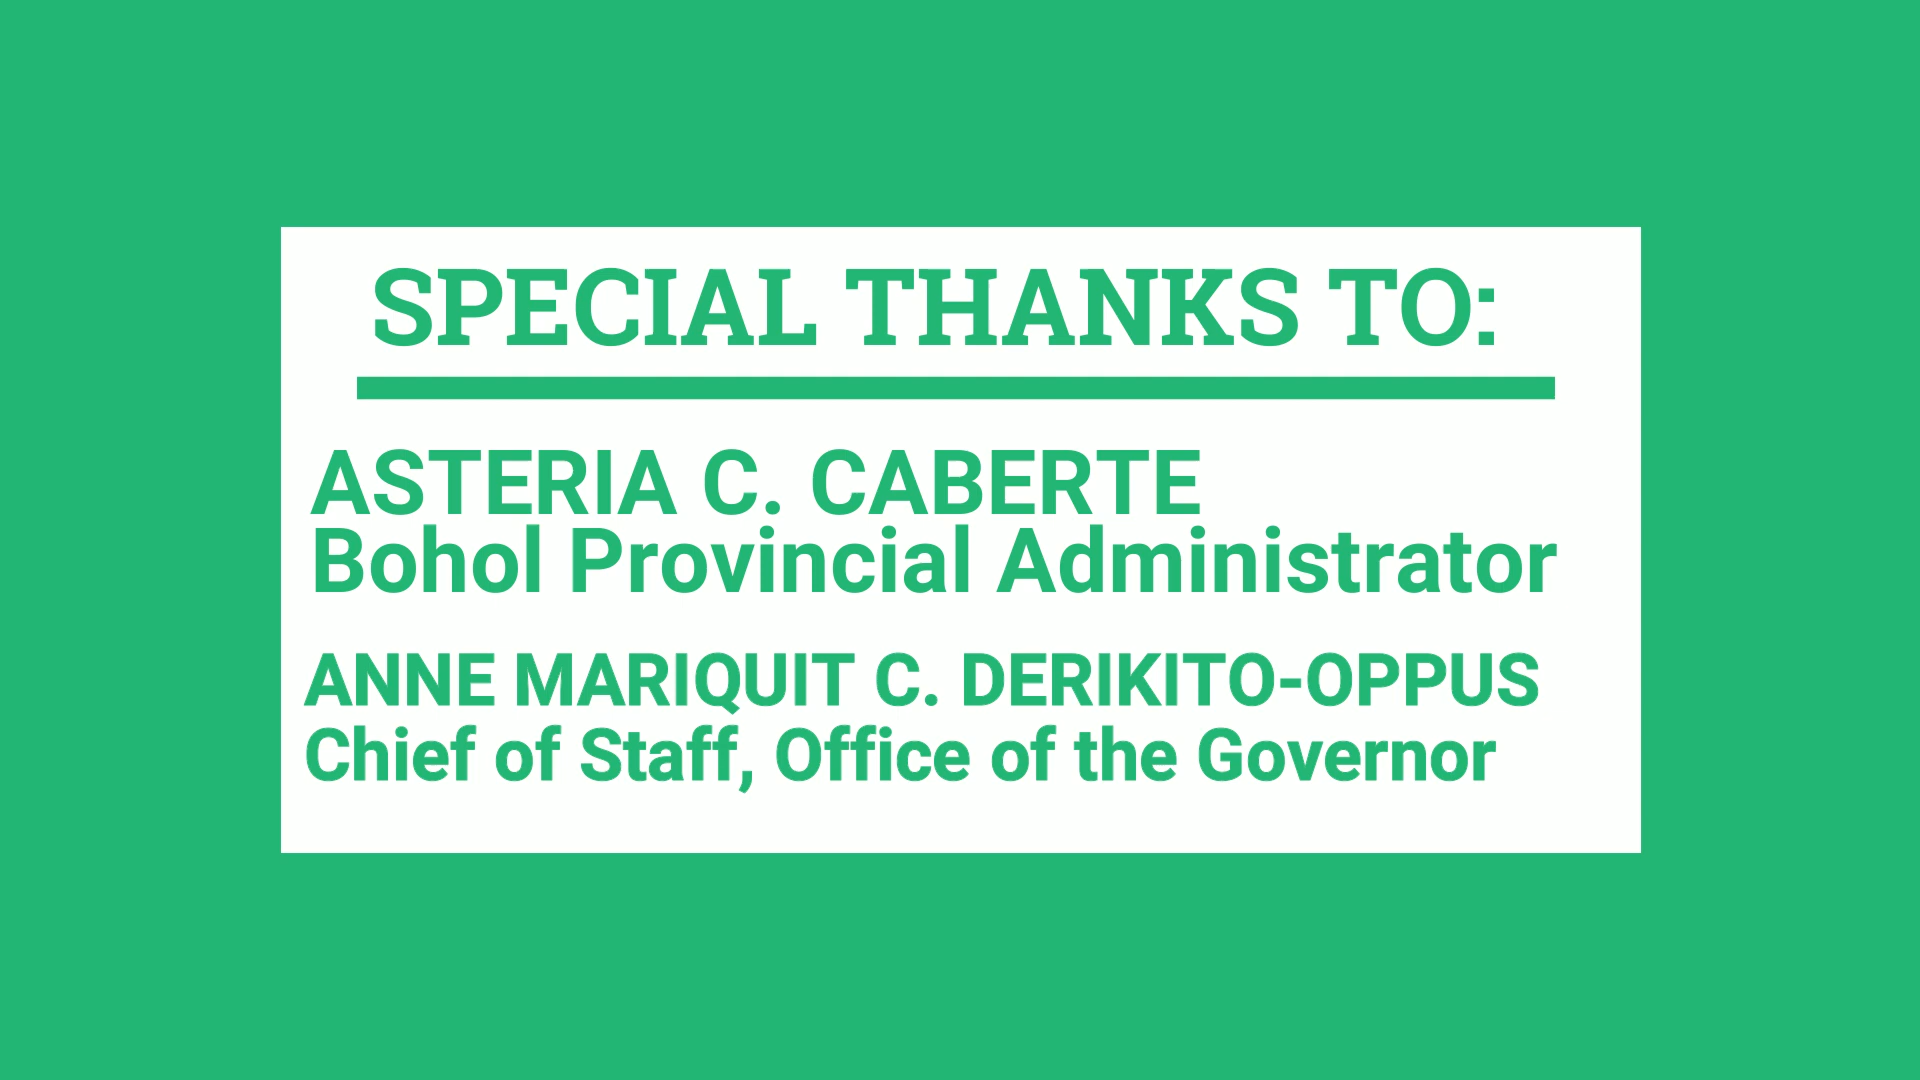 SPECIAL THANKS TO:
ASTERIA C. CABERTE
Bohol Provincial Administrator
ANNE MARIQUIT C. DERIKITO-OPPUS
Chief of Staff, Office of the Governor